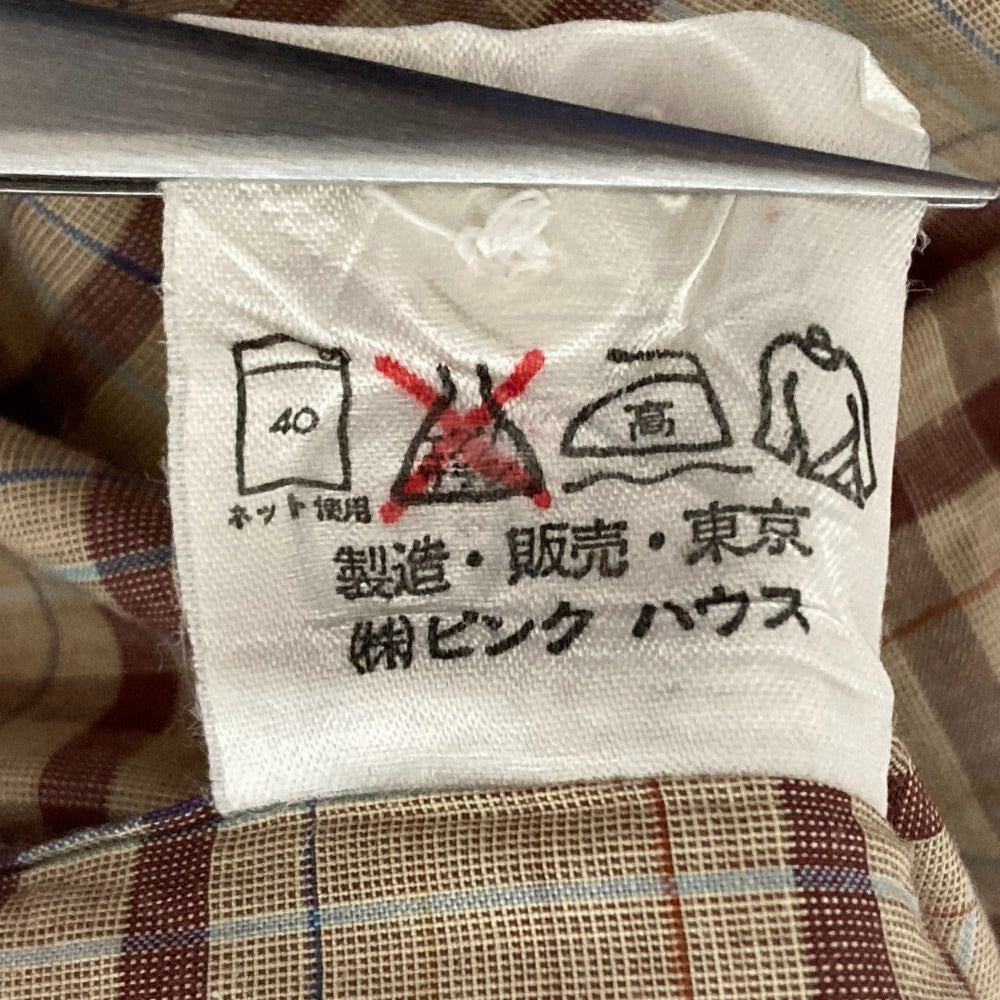 40
高
ネット使用
製造・販売・東京
㈱ピンク ハウス